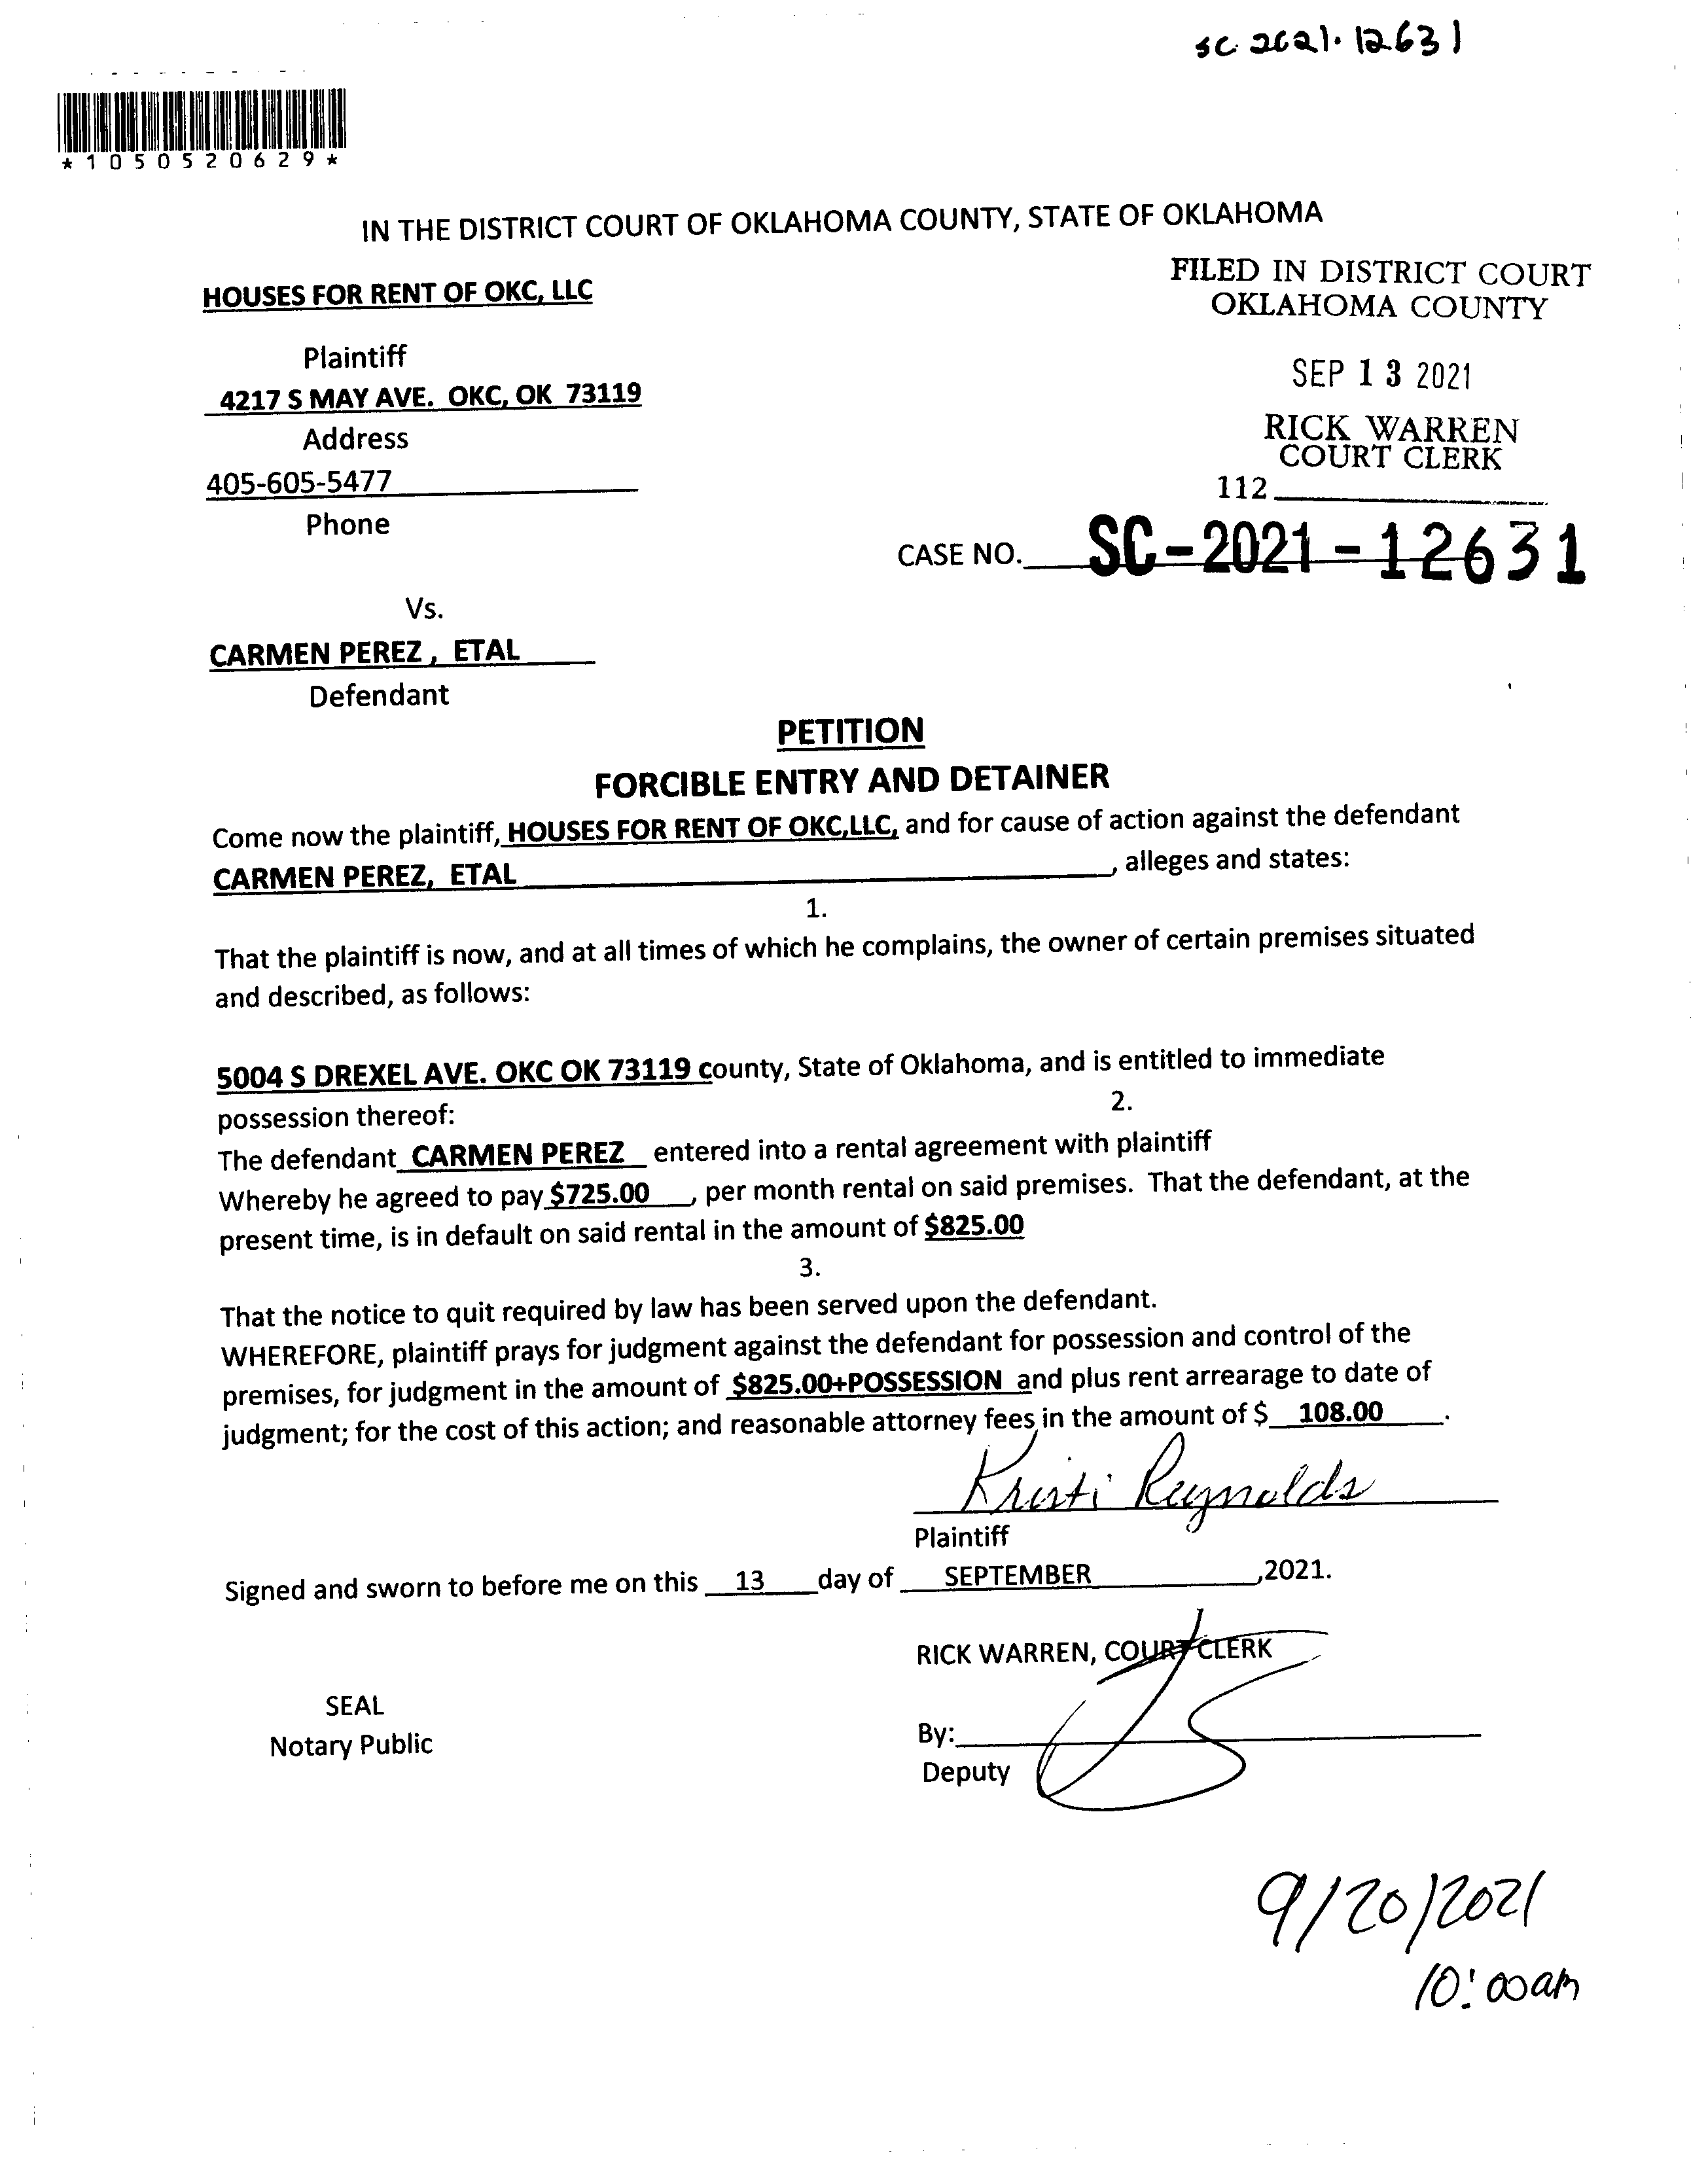 sc 2021. 12631
*1050520629*
IN THE DISTRICT COURT OF OKLAHOMA COUNTY, STATE OF OKLAHOMA
HOUSES FOR RENT OF OKC, LLC
Plaintiff
4217 S MAY AVE. OKC, OK 73119
Address
405-605-5477
Phone
FILED IN DISTRICT COURT
OKLAHOMA COUNTY
SEP 13 2021
RICK WARREN
COURT CLERK
112
CASE NO. SC-2021-12631
Vs.
CARMEN PEREZ , ETAL
Defendant
PETITION
FORCIBLE ENTRY AND DETAINER
Come now the plaintiff, HOUSES FOR RENT OF OKC,LLC, and for cause of action against the defendant
CARMEN PEREZ, ETAL , alleges and states:
1.
That the plaintiff is now, and at all times of which he complains, the owner of certain premises situated
and described, as follows:
5004 S DREXEL AVE. OKC OK 73119 county, State of Oklahoma, and is entitled to immediate
possession thereof:
2.
The defendant CARMEN PEREZ entered into a rental agreement with plaintiff
Whereby he agreed to pay $725.00 , per month rental on said premises. That the defendant, at the
present time, is in default on said rental in the amount of $825.00
3.
That the notice to quit required by law has been served upon the defendant.
WHEREFORE, plaintiff prays for judgment against the defendant for possession and control of the
premises, for judgment in the amount of $825.00+POSSESSION and plus rent arrearage to date of
judgment; for the cost of this action; and reasonable attorney fees in the amount of $ 108.00 .
Kristi Reynolds
Plaintiff
Signed and sworn to before me on this 13 day of SEPTEMBER ,2021.
RICK WARREN, COURT CLERK
SEAL
Notary Public
By:
Deputy
9/20/2021
10:00am